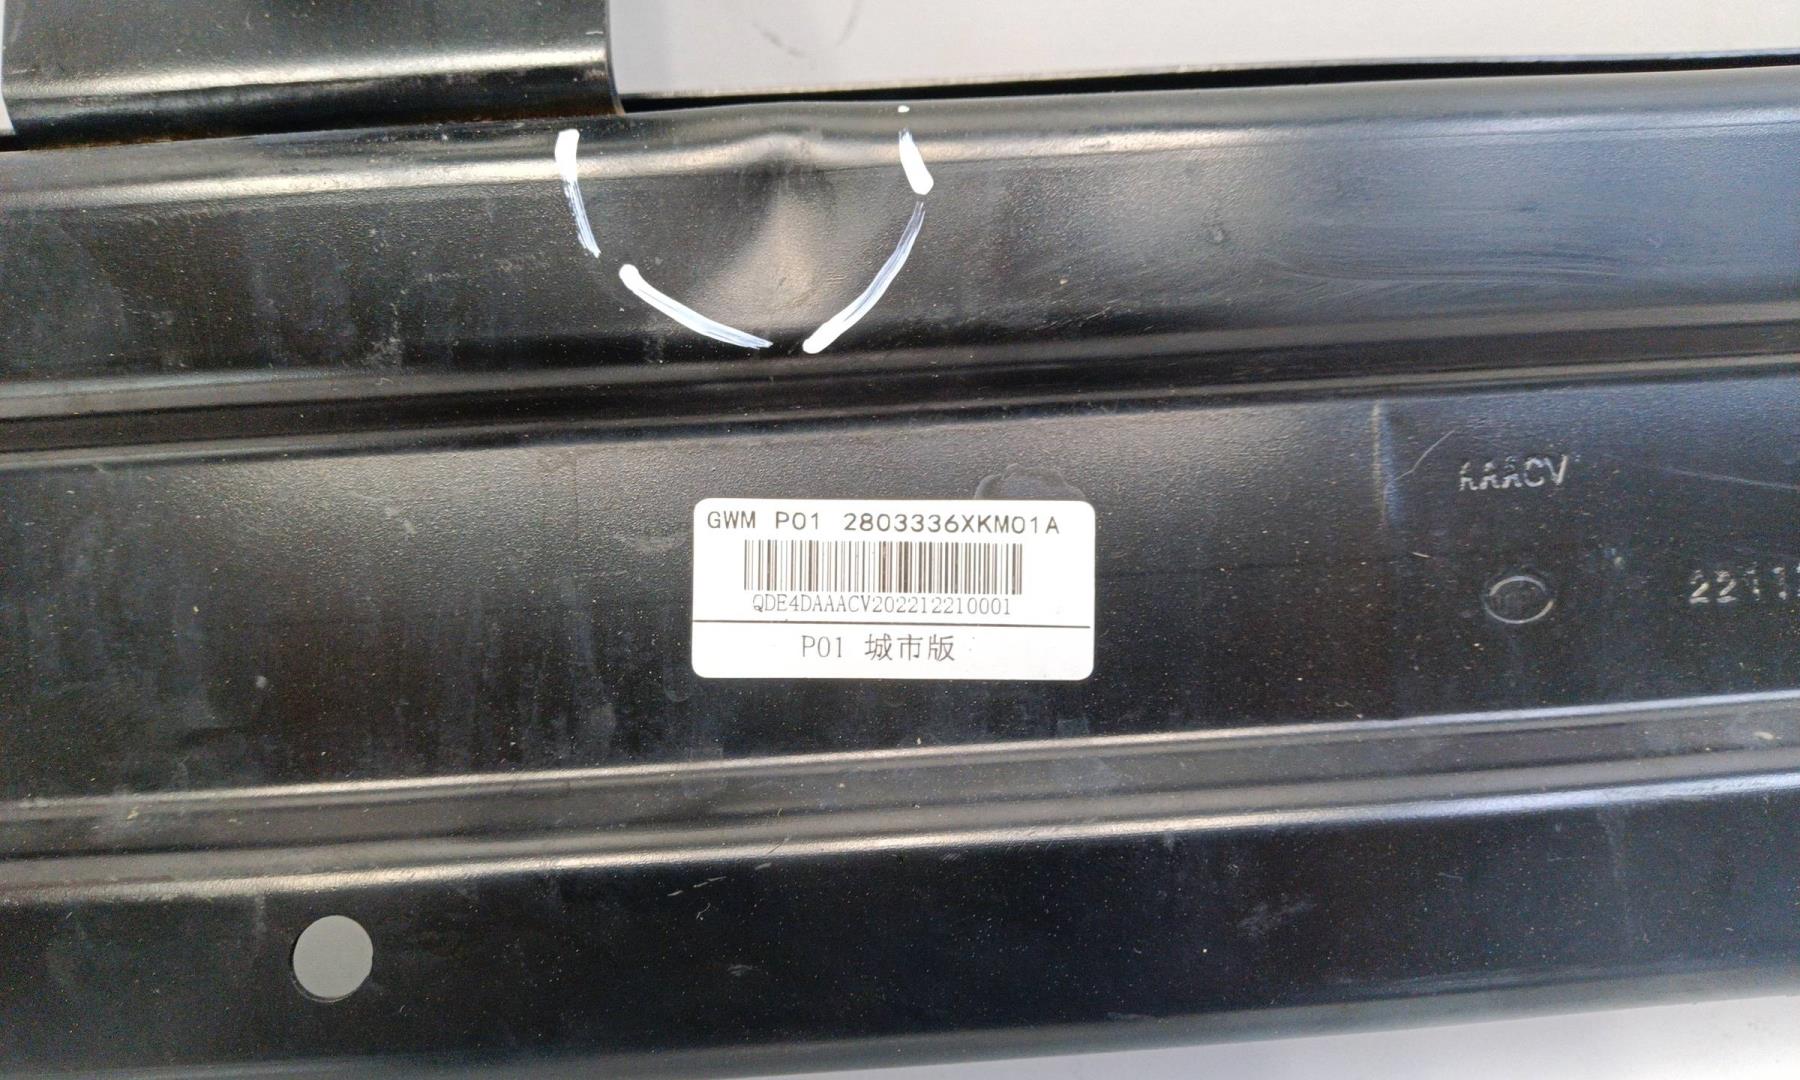 AAACV
GWM P01 2803336XKM01A
QDE4DAAACV202212210001
P01 城市版